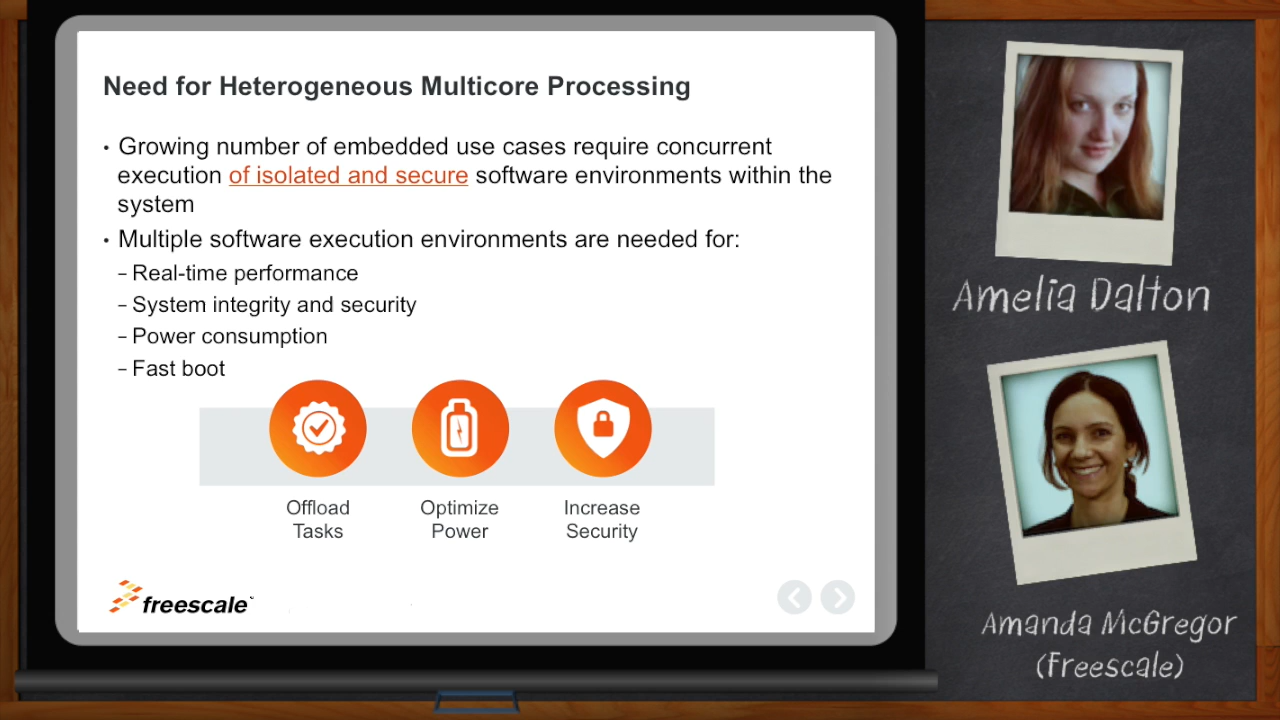 Need for Heterogeneous Multicore Processing
• Growing number of embedded use cases require concurrent
execution of isolated and secure software environments within the
system
• Multiple software execution environments are needed for:
– Real-time performance
– System integrity and security
– Power consumption
– Fast boot
Offload
Tasks
Optimize
Power
Increase
Security
freescale
Amelia Dalton
Amanda McGregor
(Freescale)